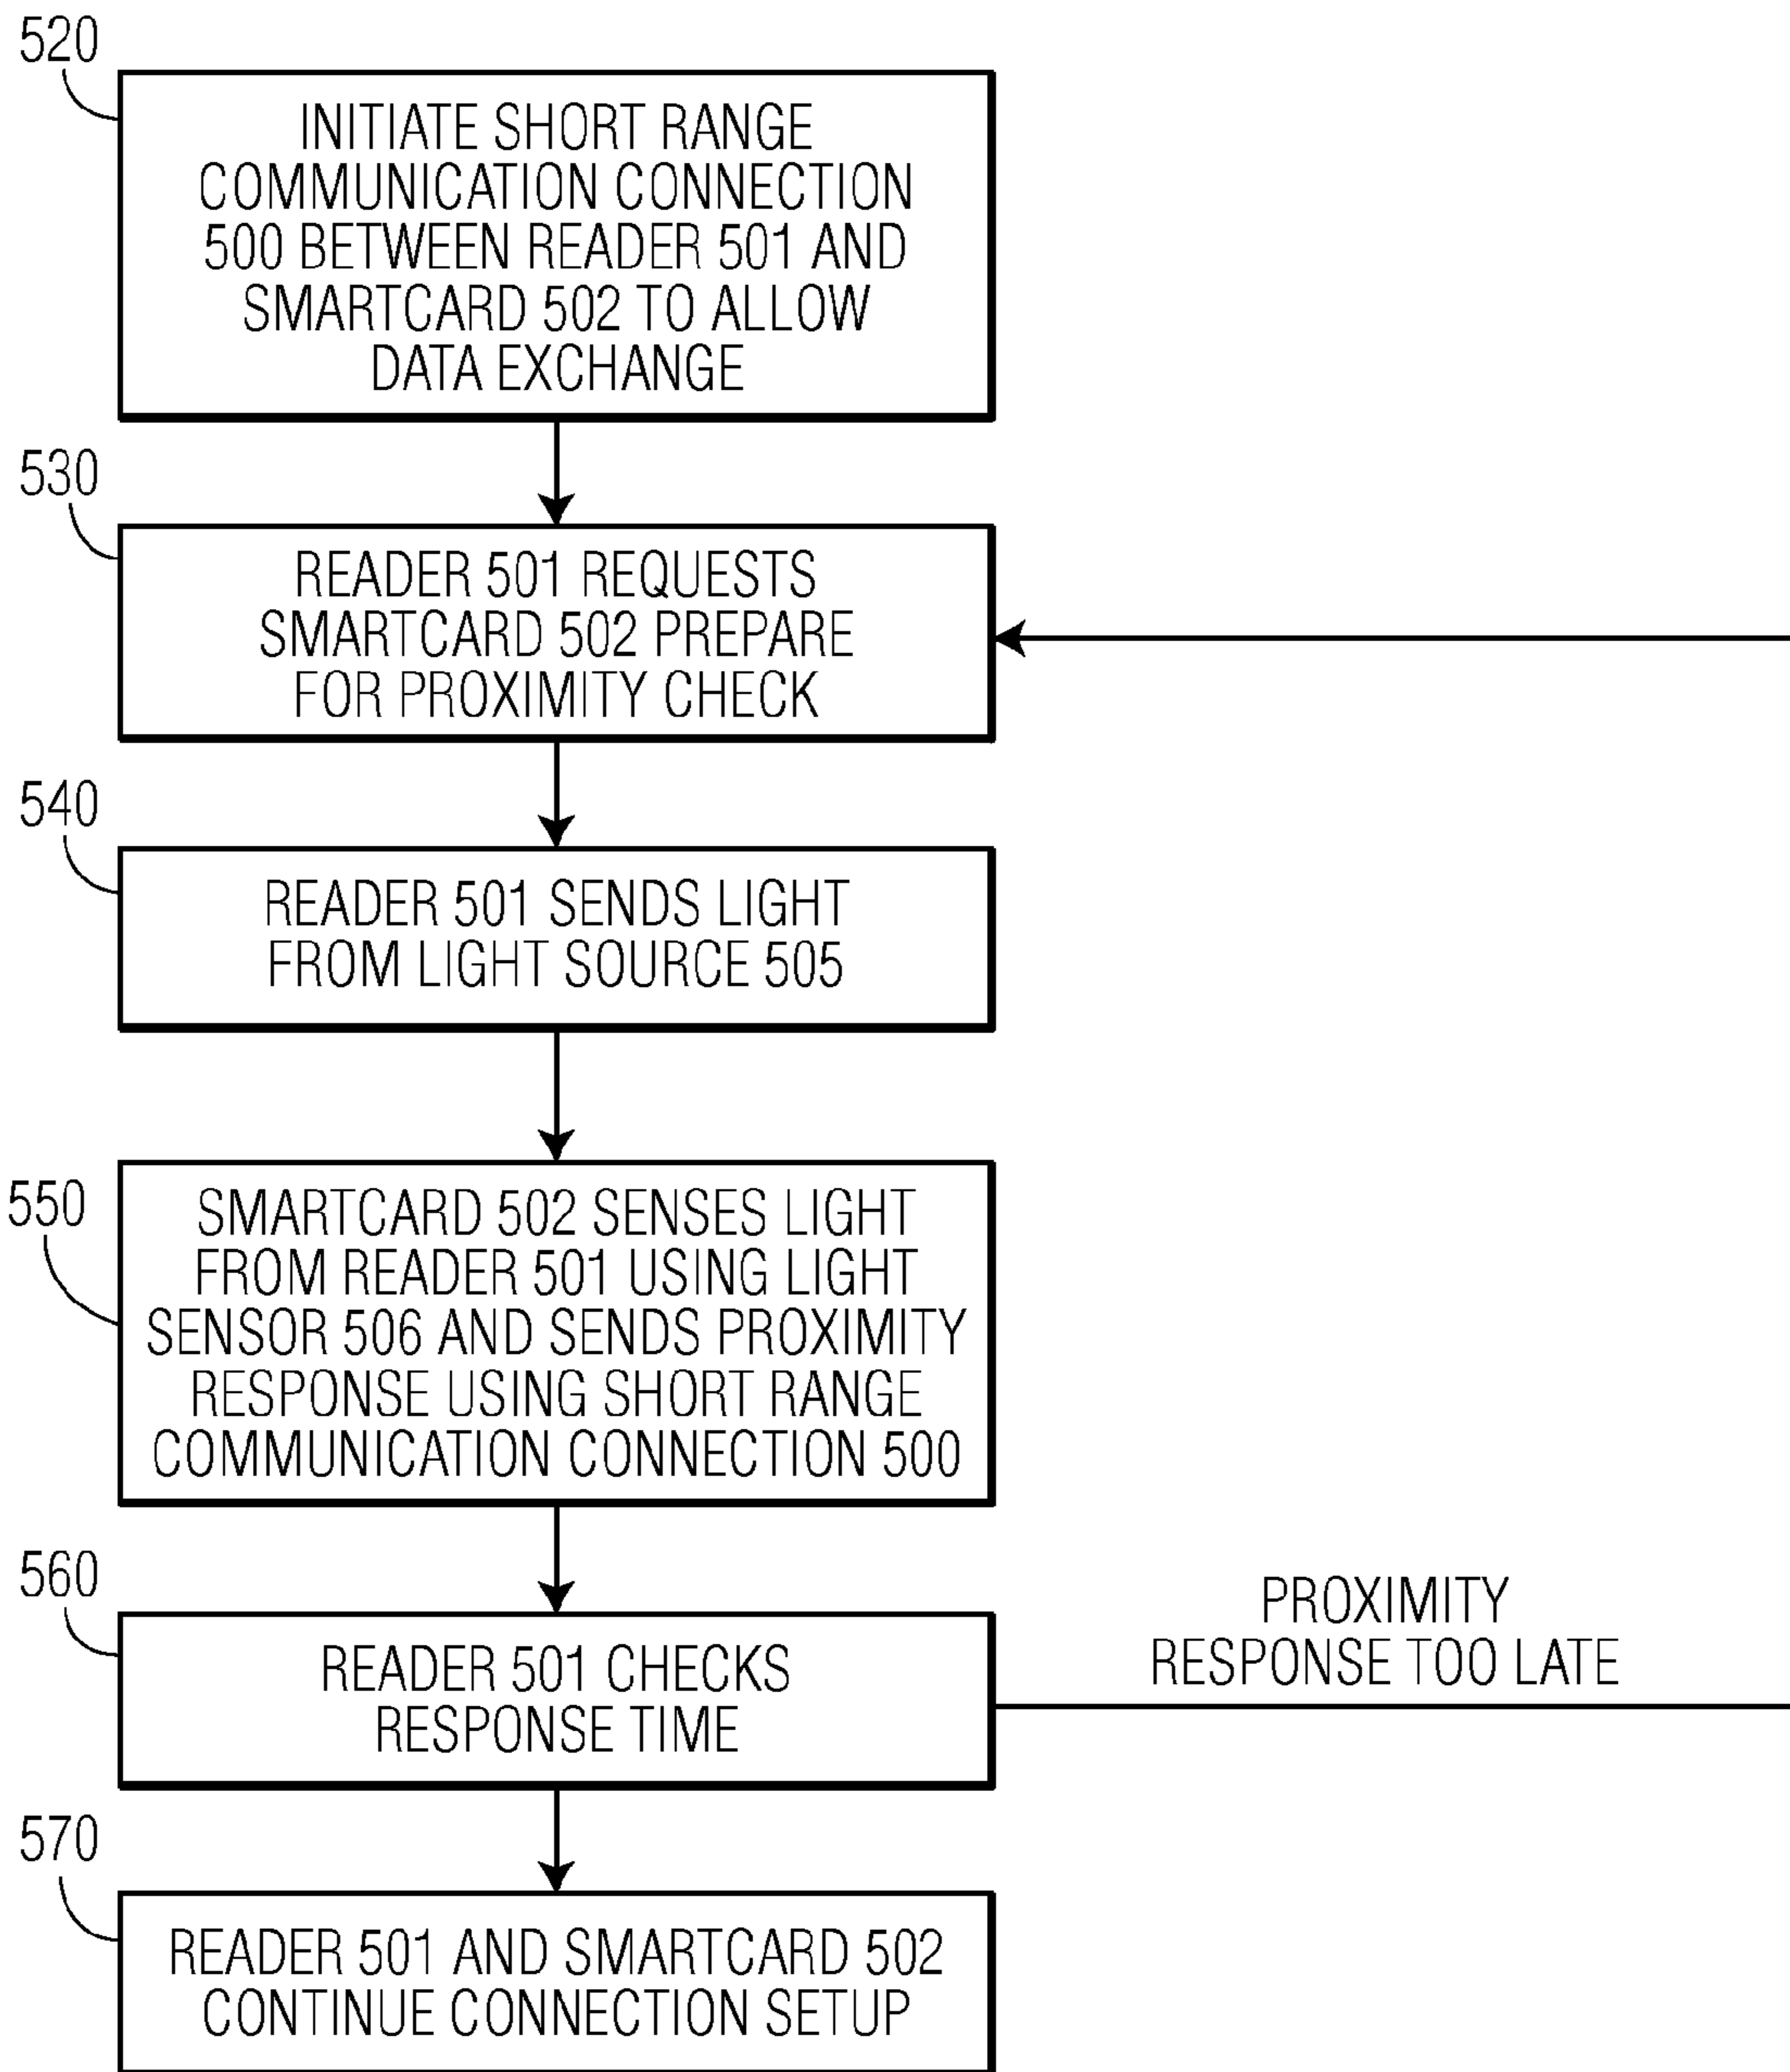 520
INITIATE SHORT RANGE
COMMUNICATION CONNECTION
500 BETWEEN READER 501 AND
SMARTCARD 502 TO ALLOW
DATA EXCHANGE
530
READER 501 REQUESTS
SMARTCARD 502 PREPARE
FOR PROXIMITY CHECK
540
READER 501 SENDS LIGHT
FROM LIGHT SOURCE 505
550
SMARTCARD 502 SENSES LIGHT
FROM READER 501 USING LIGHT
SENSOR 506 AND SENDS PROXIMITY
RESPONSE USING SHORT RANGE
COMMUNICATION CONNECTION 500
560
READER 501 CHECKS
RESPONSE TIME
PROXIMITY
RESPONSE TOO LATE
570
READER 501 AND SMARTCARD 502
CONTINUE CONNECTION SETUP